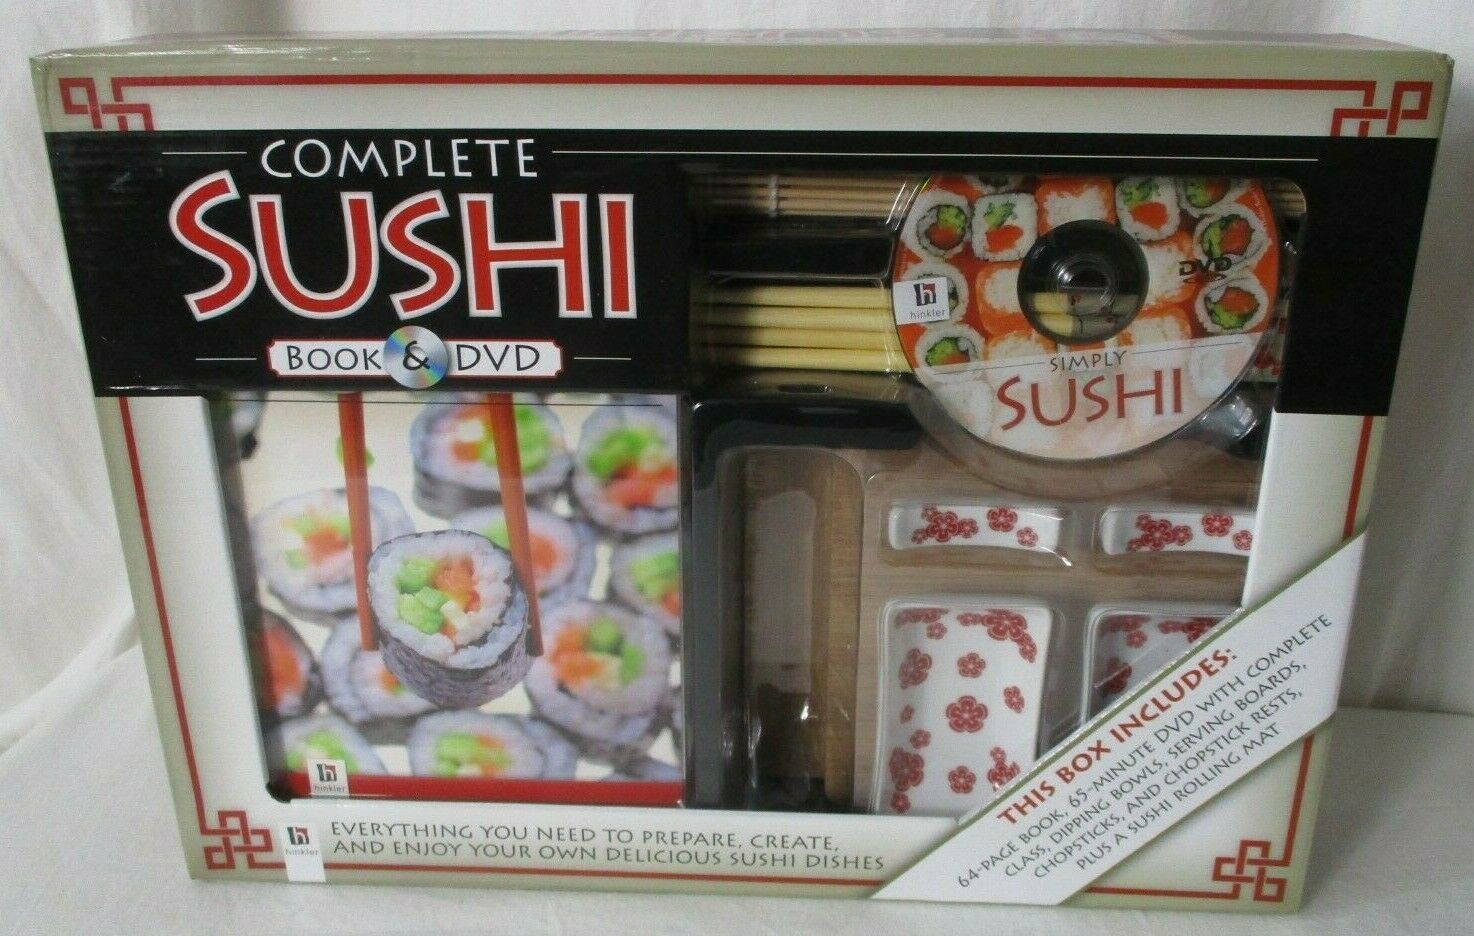 COMPLETE
SUSHI
BOOK & DVD
DVD
h
hinkler
SIMPLY
SUSHI
h
hinkler
h
hinkler
EVERYTHING YOU NEED TO PREPARE, CREATE,
AND ENJOY YOUR OWN DELICIOUS SUSHI DISHES
THIS BOX INCLUDES:
64-PAGE BOOK, 65-MINUTE DVD WITH COMPLETE
CLASS, DIPPING BOWLS, SERVING BOARDS,
CHOPSTICKS, AND CHOPSTICK RESTS,
PLUS A SUSHI ROLLING MAT